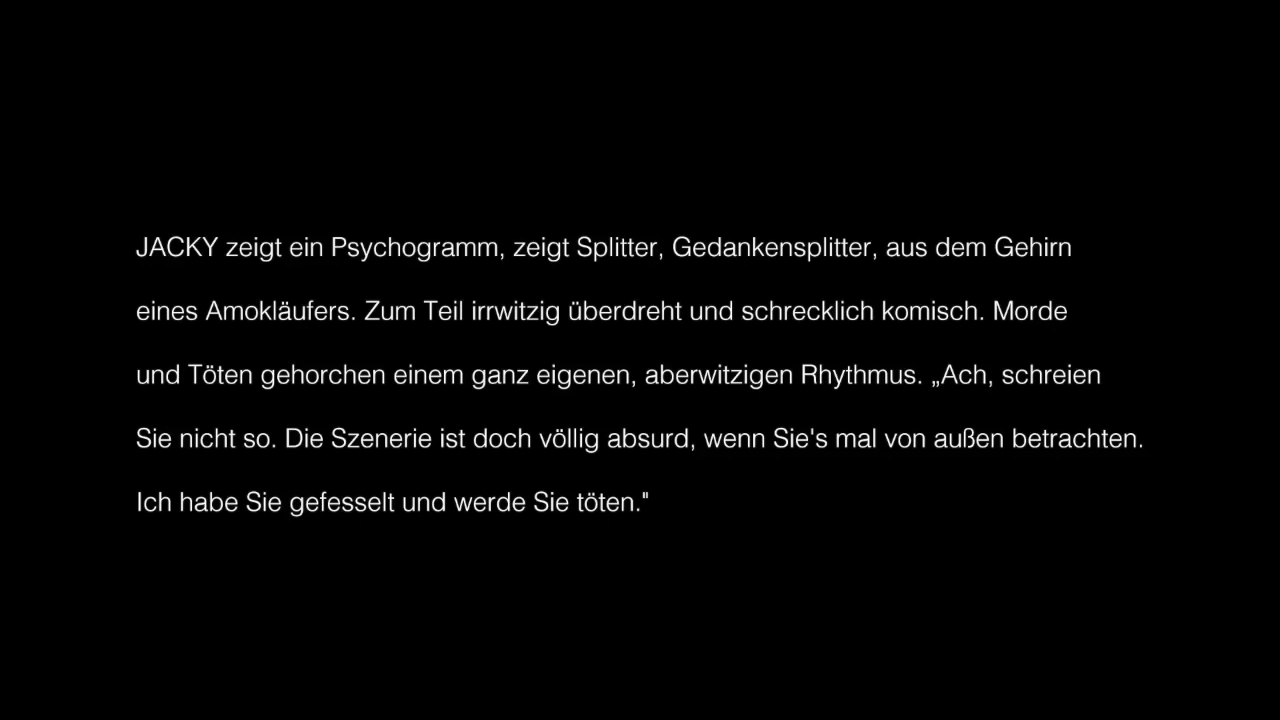 JACKY zeigt ein Psychogramm, zeigt Splitter, Gedankensplitter, aus dem Gehirn
eines Amokläufers. Zum Teil irrwitzig überdreht und schrecklich komisch. Morde
und Töten gehorchen einem ganz eigenen, aberwitzigen Rhythmus. „Ach, schreien
Sie nicht so. Die Szenerie ist doch völlig absurd, wenn Sie's mal von außen betrachten.
Ich habe Sie gefesselt und werde Sie töten."